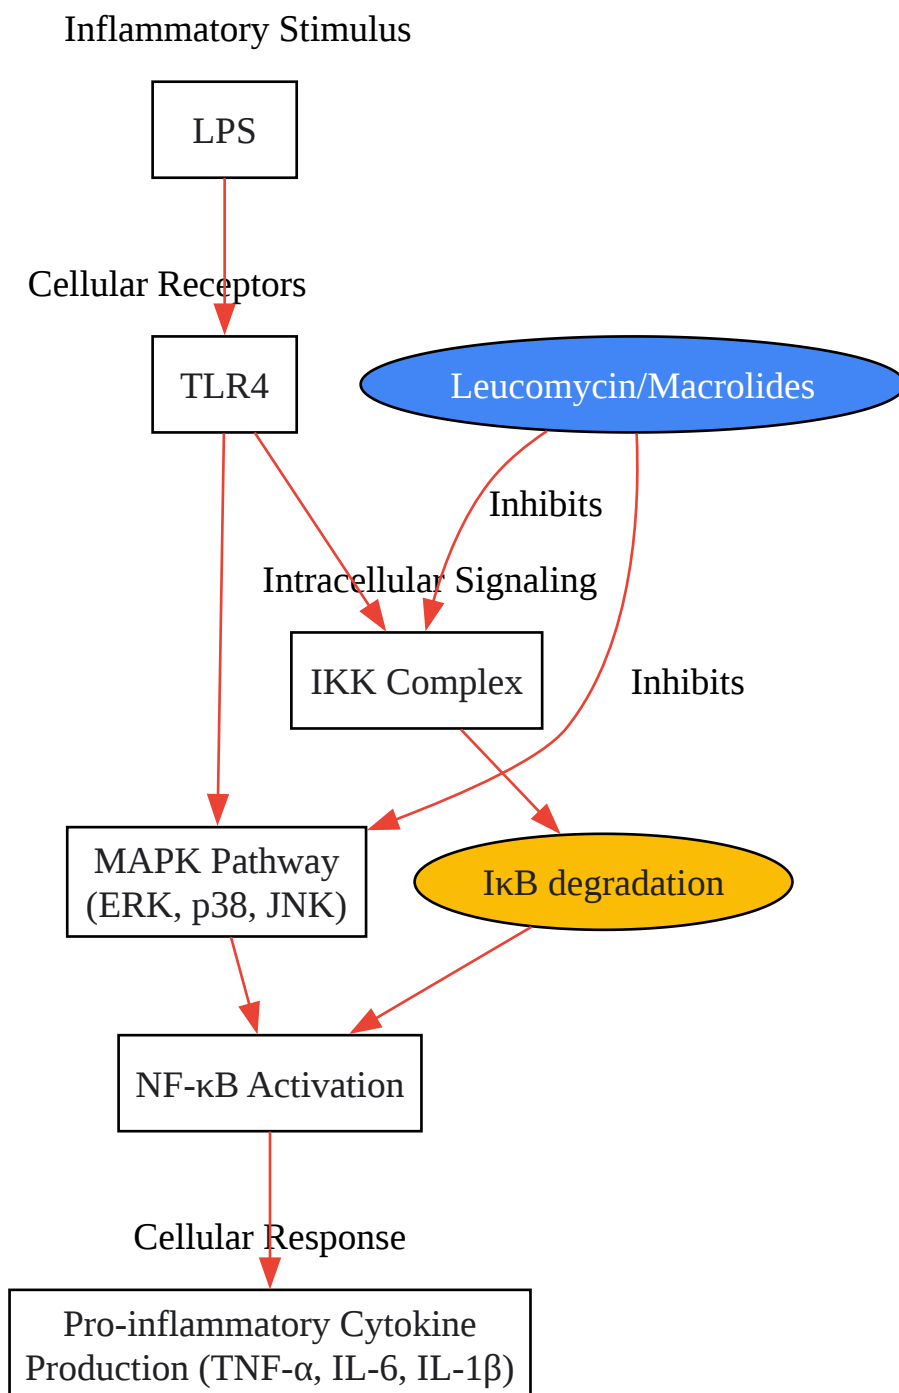 Inflammatory Stimulus
LPS
Cellular Receptors
TLR4
Leucomycin/Macrolides
Inhibits
Intracellular Signaling
IKK Complex
Inhibits
MAPK Pathway
(ERK, p38, JNK)
IκB degradation
NF-κB Activation
Cellular Response
Pro-inflammatory Cytokine
Production (TNF-α, IL-6, IL-1β)